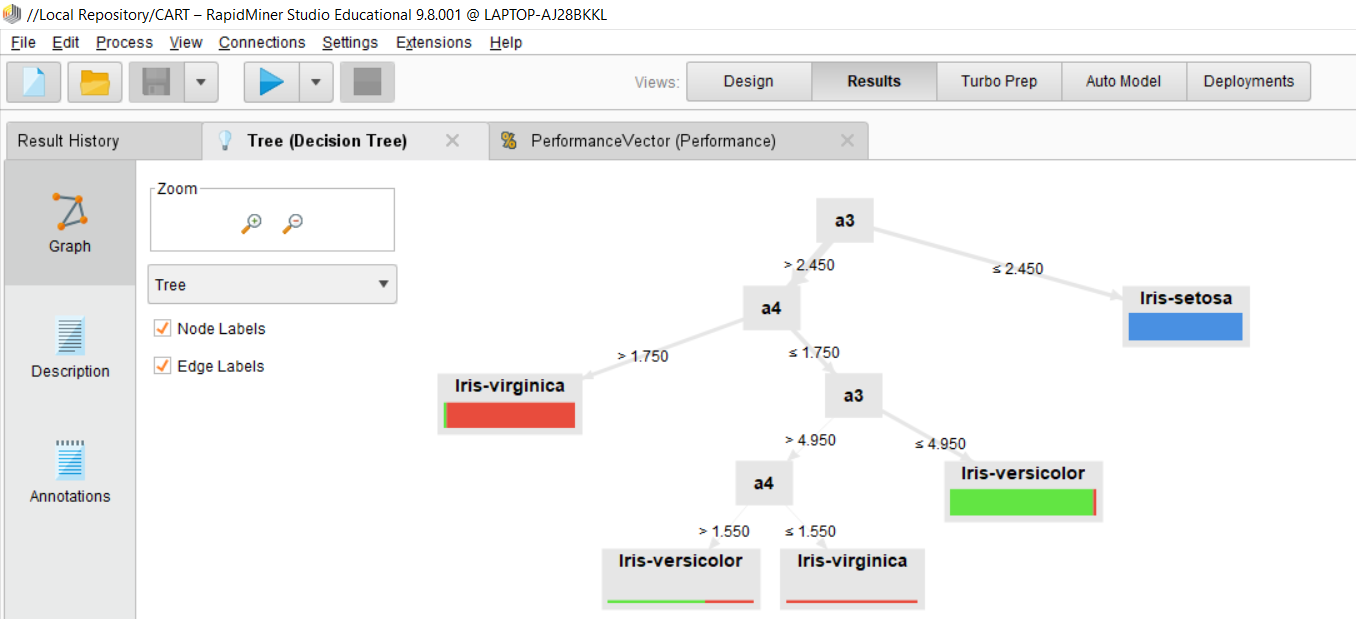 //Local Repository/CART – RapidMiner Studio Educational 9.8.001 @ LAPTOP-AJ28BKKL
File Edit Process View Connections Settings Extensions Help
Views: Design Results Turbo Prep Auto Model Deployments
Result History Tree (Decision Tree) PerformanceVector (Performance)
Zoom
Graph
Tree
Node Labels
Edge Labels
Description
Annotations
a3
> 2.450 ≤ 2.450
a4 Iris-setosa
> 1.750 ≤ 1.750
Iris-virginica a3
> 4.950 ≤ 4.950
a4 Iris-versicolor
> 1.550 ≤ 1.550
Iris-versicolor Iris-virginica